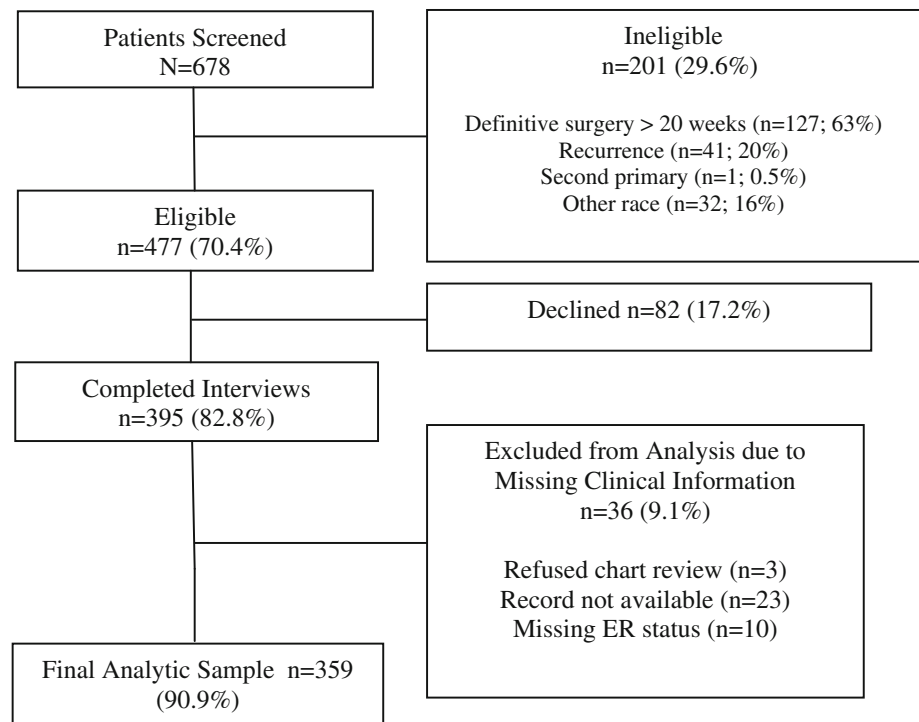 Patients Screened
N=678
Ineligible
n=201 (29.6%)
Definitive surgery > 20 weeks (n=127; 63%)
Recurrence (n=41; 20%)
Second primary (n=1; 0.5%)
Other race (n=32; 16%)
Eligible
n=477 (70.4%)
Declined n=82 (17.2%)
Completed Interviews
n=395 (82.8%)
Excluded from Analysis due to
Missing Clinical Information
n=36 (9.1%)
Refused chart review (n=3)
Record not available (n=23)
Missing ER status (n=10)
Final Analytic Sample n=359
(90.9%)